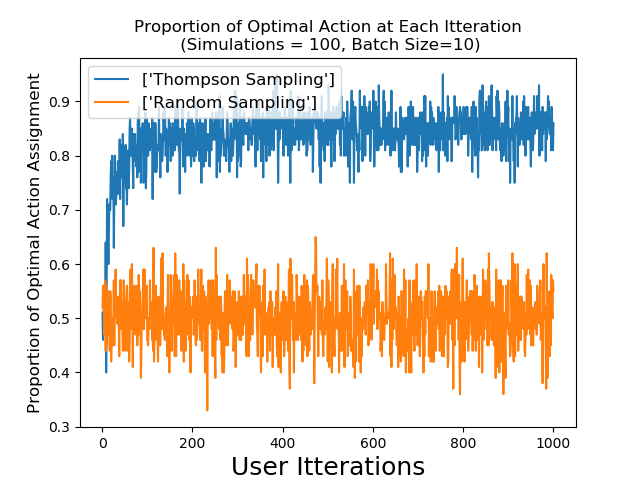 Proportion of Optimal Action at Each Itteration
(Simulations = 100, Batch Size=10)
['Thompson Sampling']
['Random Sampling']
Proportion of Optimal Action Assignment
0.9
0.8
0.7
0.6
0.5
0.4
0.3
0 200 400 600 800 1000
User Itterations